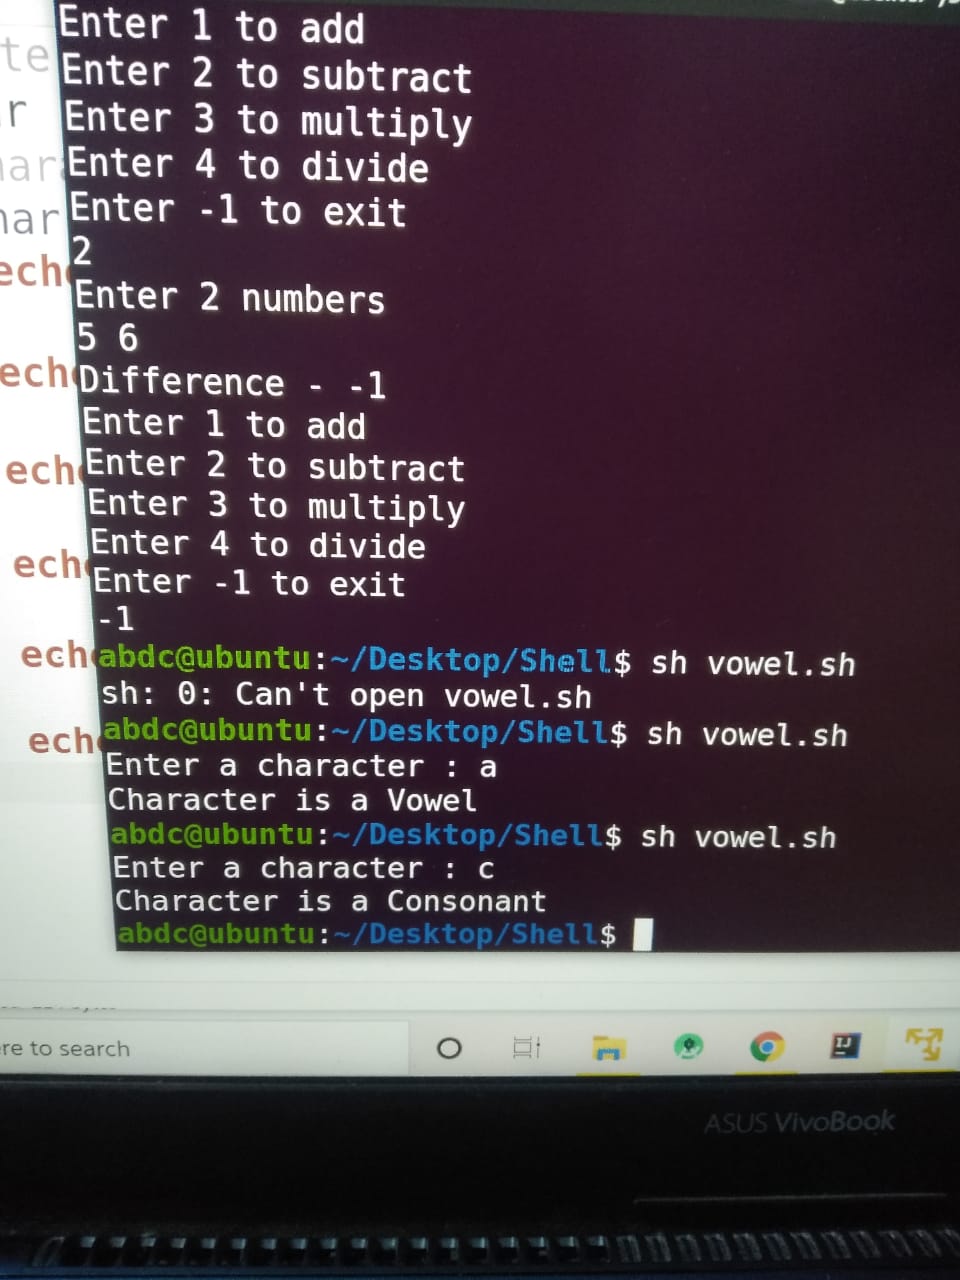 Enter 1 to add
Enter 2 to subtract
Enter 3 to multiply
Enter 4 to divide
Enter -1 to exit
2
Enter 2 numbers
5 6
Difference - -1
Enter 1 to add
Enter 2 to subtract
Enter 3 to multiply
Enter 4 to divide
Enter -1 to exit
-1
abdc@ubuntu:~/Desktop/Shell$ sh vowel.sh
sh: 0: Can't open vowel.sh
abdc@ubuntu:~/Desktop/Shell$ sh vowel.sh
Enter a character : a
Character is a Vowel
abdc@ubuntu:~/Desktop/Shell$ sh vowel.sh
Enter a character : c
Character is a Consonant
abdc@ubuntu:~/Desktop/Shell$
te
r
har
har
ech
ech
ech
ech
ech
ech
re to search
IJ
ASUS VivoBook